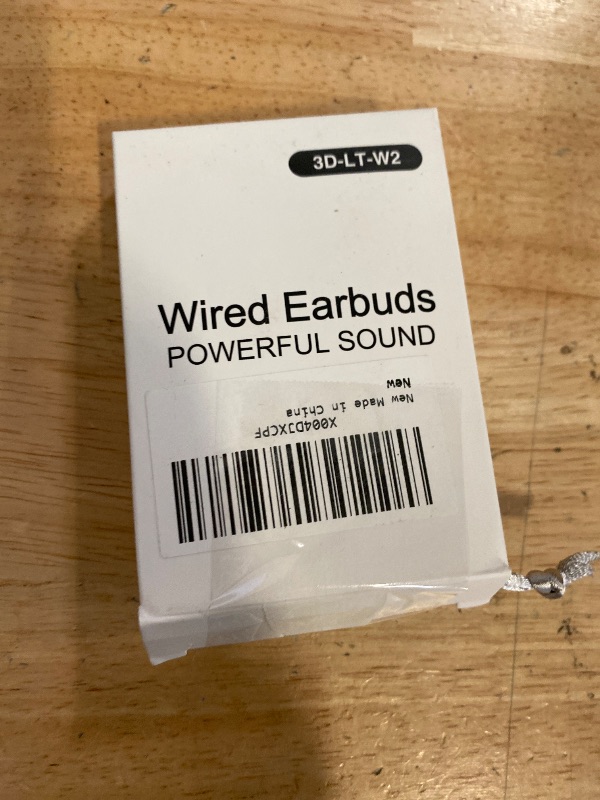 3D-LT-W2
Wired Earbuds
POWERFUL SOUND
X004DJXCPF
New Made in China
New